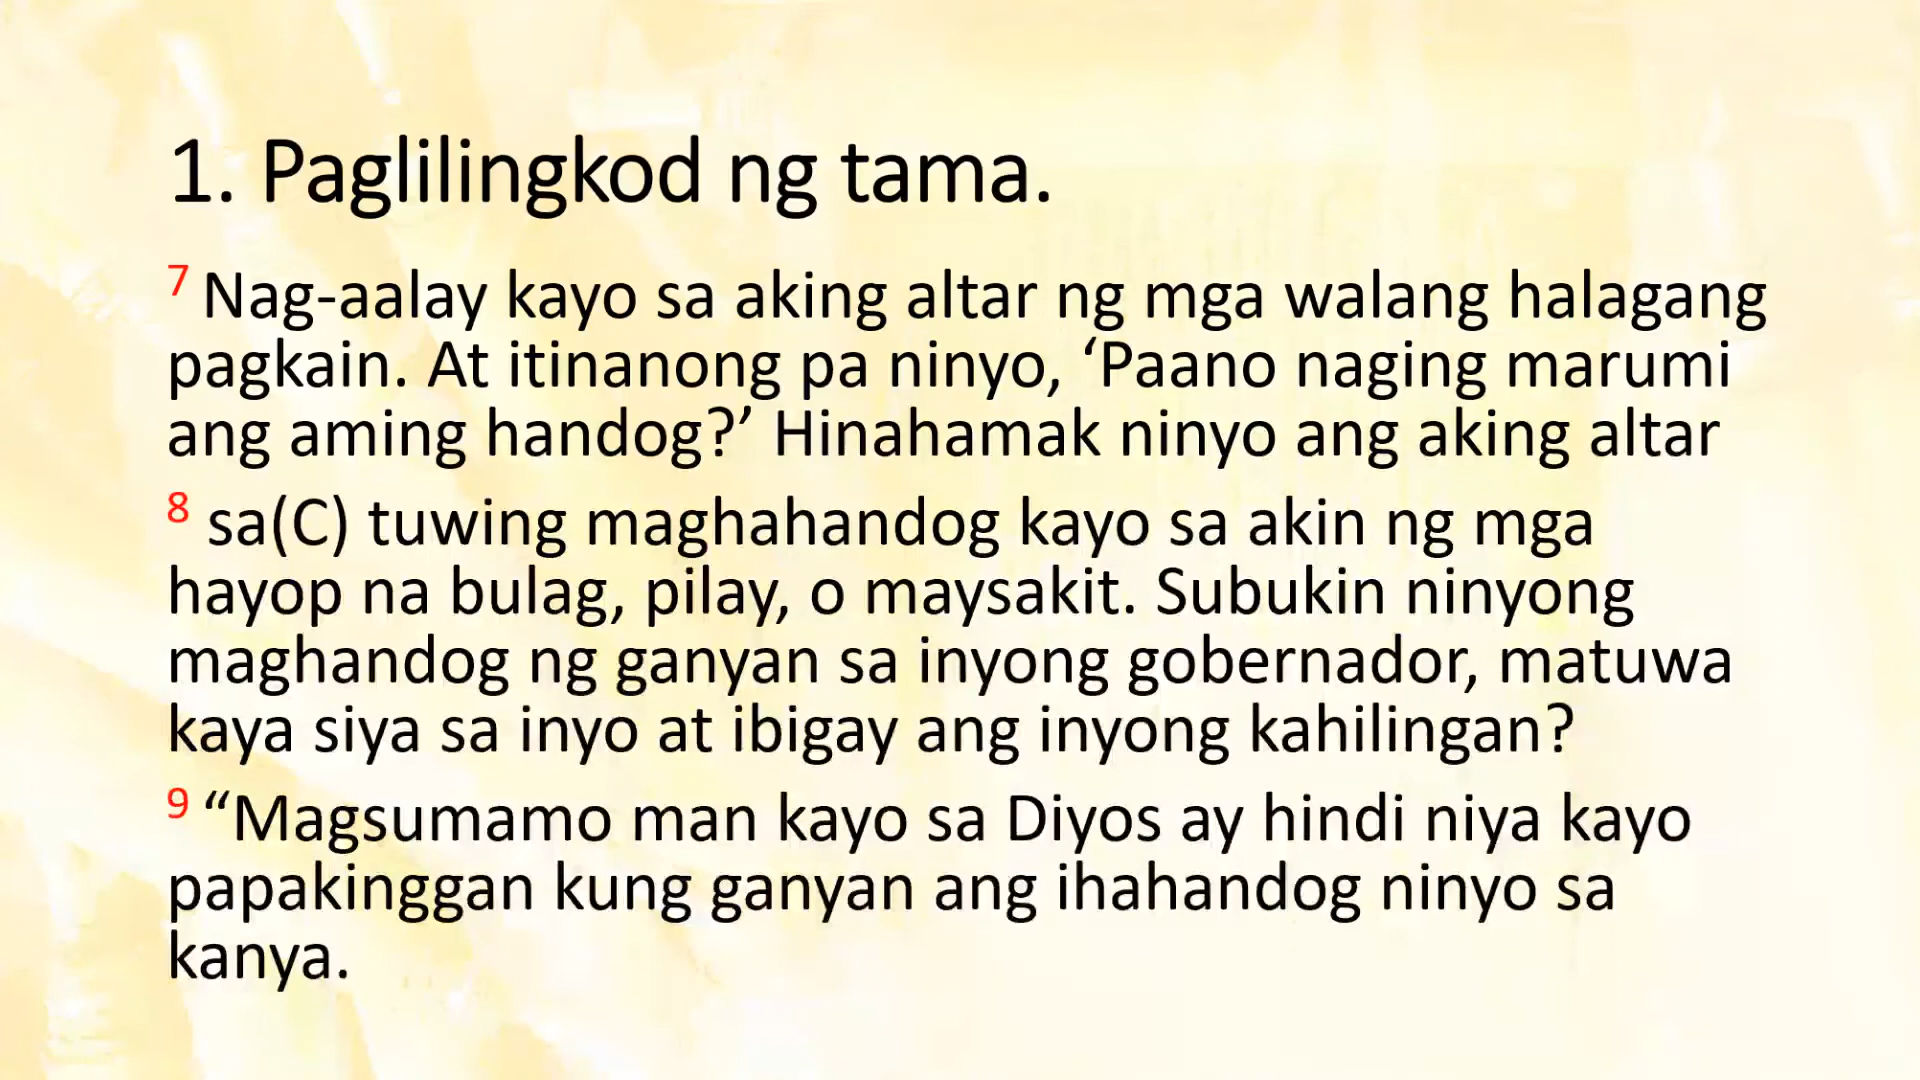 1. Paglilingkod ng tama.
7 Nag-aalay kayo sa aking altar ng mga walang halagang
pagkain. At itinanong pa ninyo, ‘Paano naging marumi
ang aming handog?’ Hinahamak ninyo ang aking altar
8 sa(C) tuwing maghahandog kayo sa akin ng mga
hayop na bulag, pilay, o maysakit. Subukin ninyong
maghandog ng ganyan sa inyong gobernador, matuwa
kaya siya sa inyo at ibigay ang inyong kahilingan?
9 “Magsumamo man kayo sa Diyos ay hindi niya kayo
papakinggan kung ganyan ang ihahandog ninyo sa
kanya.